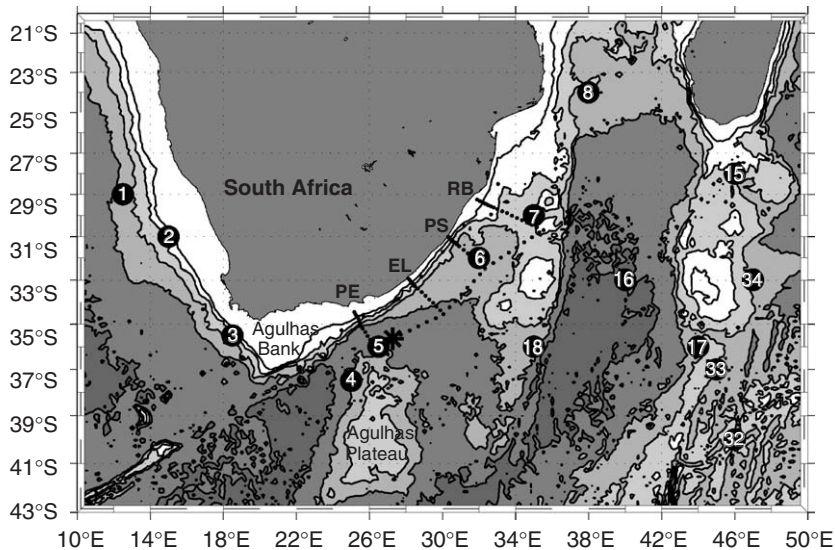 21°S
23°S
8
25°S
27°S
15
1
South Africa
RB
29°S
7
2
PS
31°S
6
EL
16
34
33°S
PE
3
Agulhas
Bank
35°S
5
*
18
17
33
37°S
4
39°S
Agulhas
Plateau
32
41°S
43°S
10°E 14°E 18°E 22°E 26°E 30°E 34°E 38°E 42°E 46°E 50°E